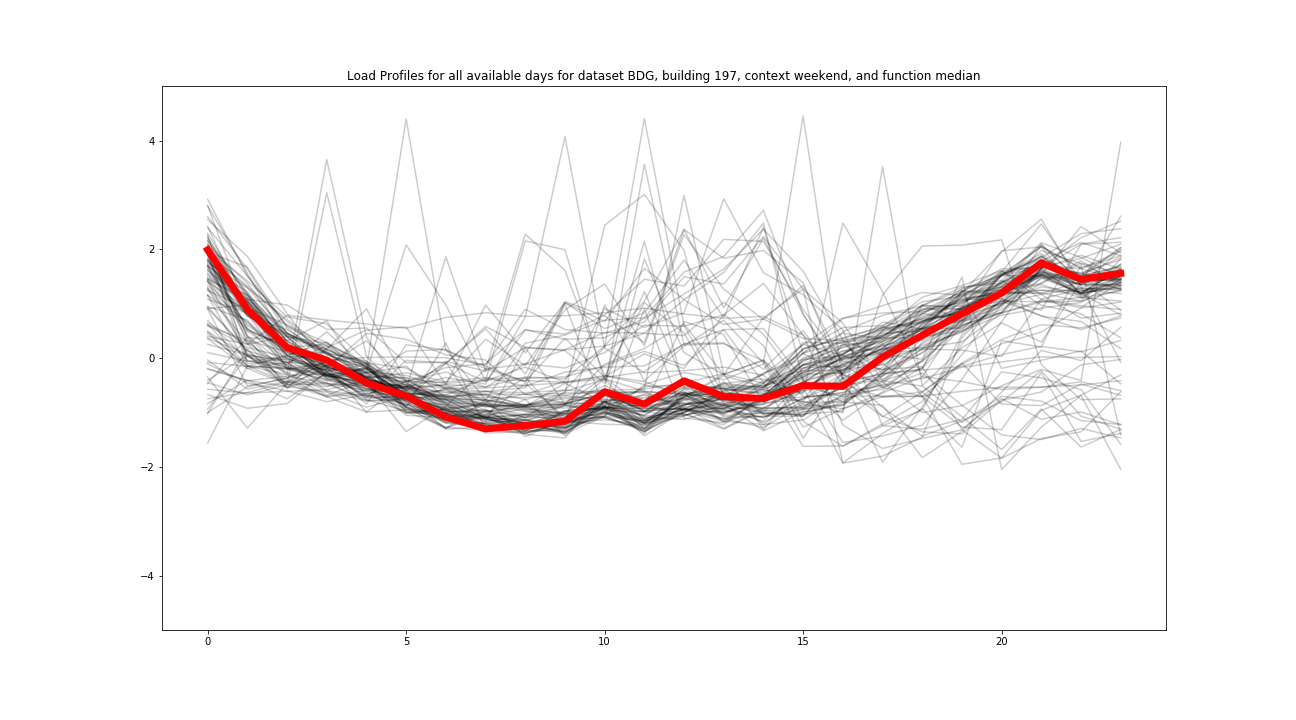 Load Profiles for all available days for dataset BDG, building 197, context weekend, and function median
4
2
0
−2
−4
0 5 10 15 20